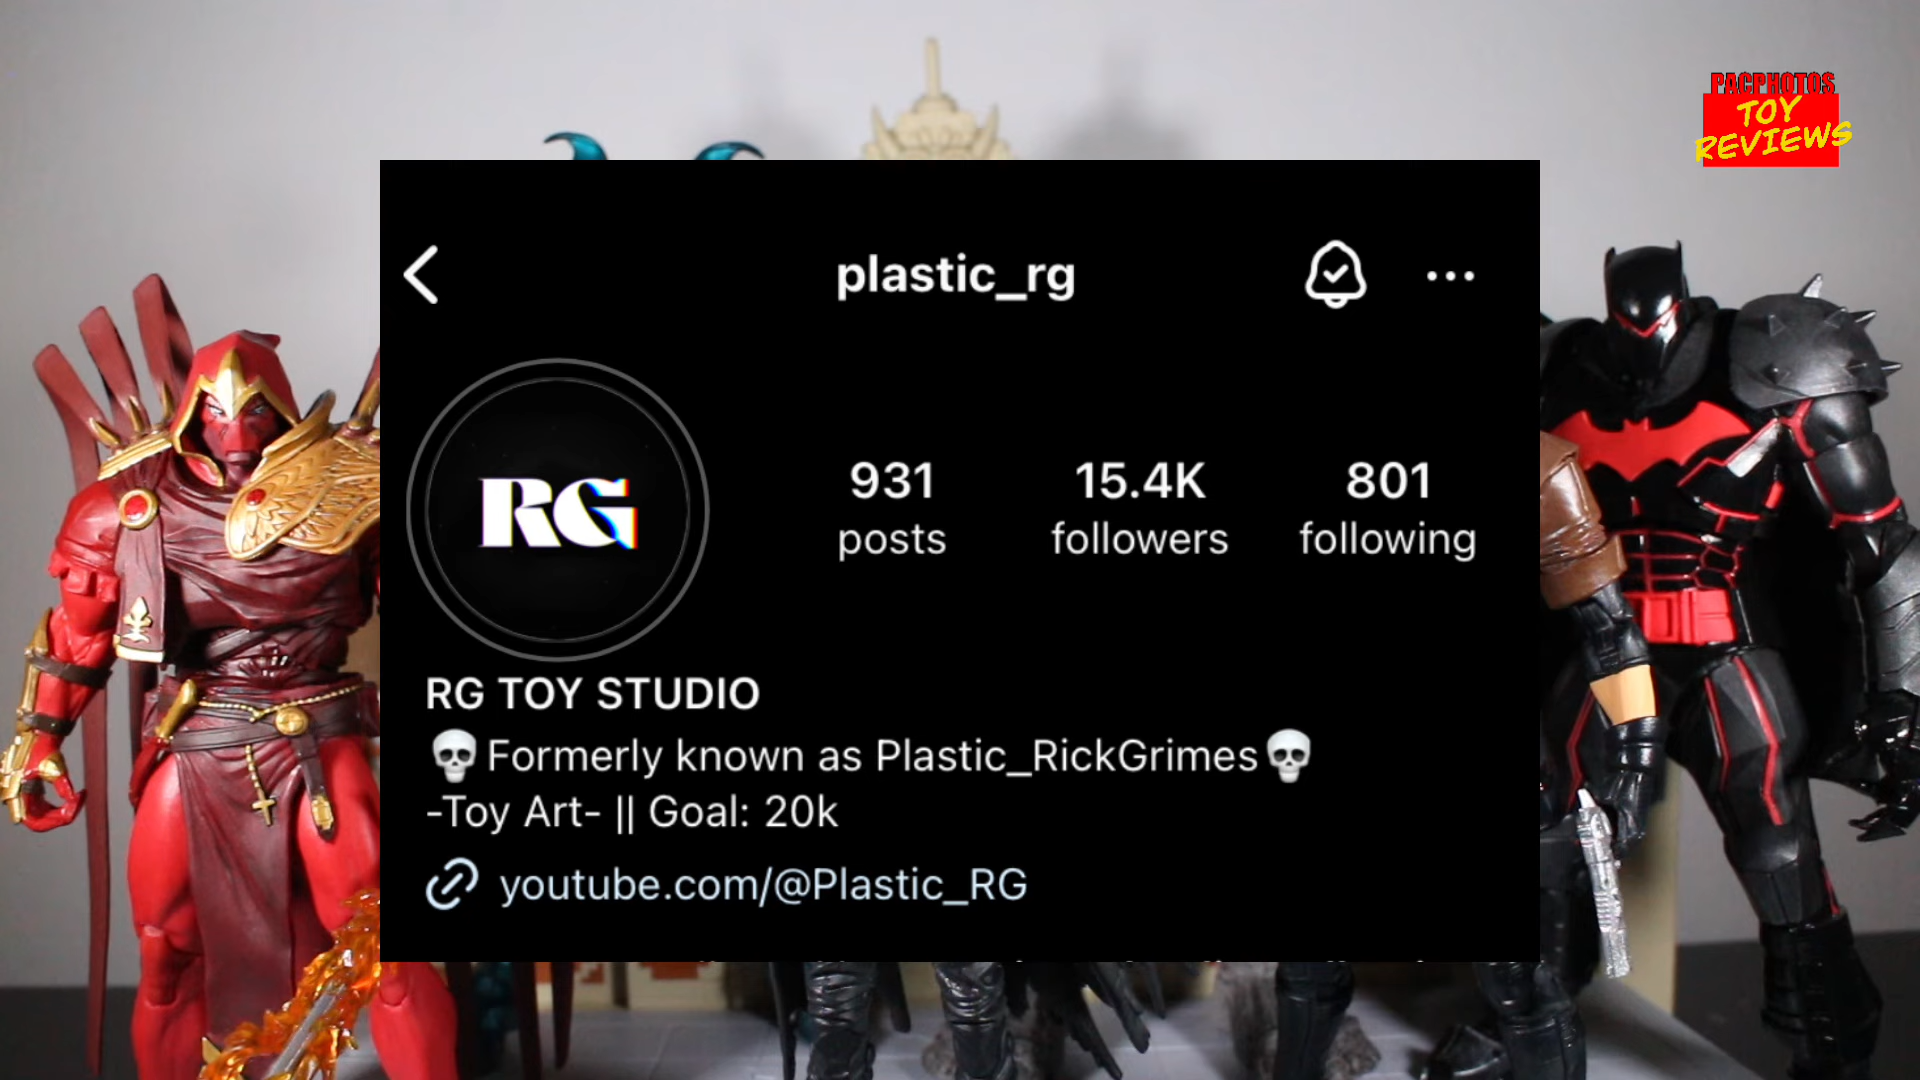 PACPHOTOS
TOY
REVIEWS
plastic_rg
RG
931
posts
15.4K
followers
801
following
RG TOY STUDIO
💀Formerly known as Plastic_RickGrimes💀
-Toy Art- || Goal: 20k
youtube.com/@Plastic_RG